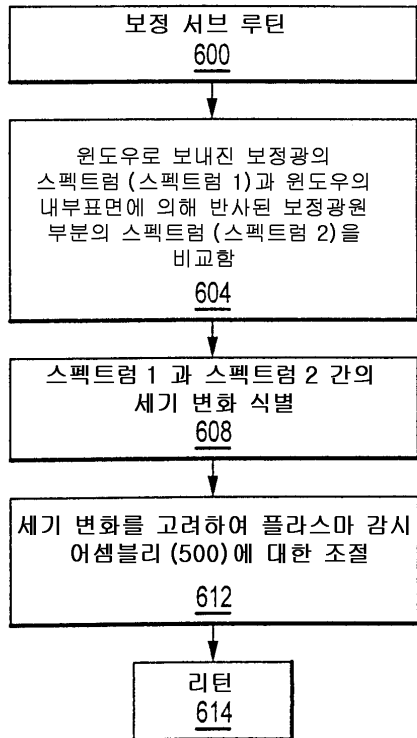 보정 서브 루틴
600
윈도우로 보내진 보정광의
스펙트럼 (스펙트럼 1)과 윈도우의
내부표면에 의해 반사된 보정광원
부분의 스펙트럼 (스펙트럼 2)을
비교함
604
스펙트럼 1 과 스펙트럼 2 간의
세기 변화 식별
608
세기 변화를 고려하여 플라스마 감시
어셈블리 (500)에 대한 조절
612
리턴
614